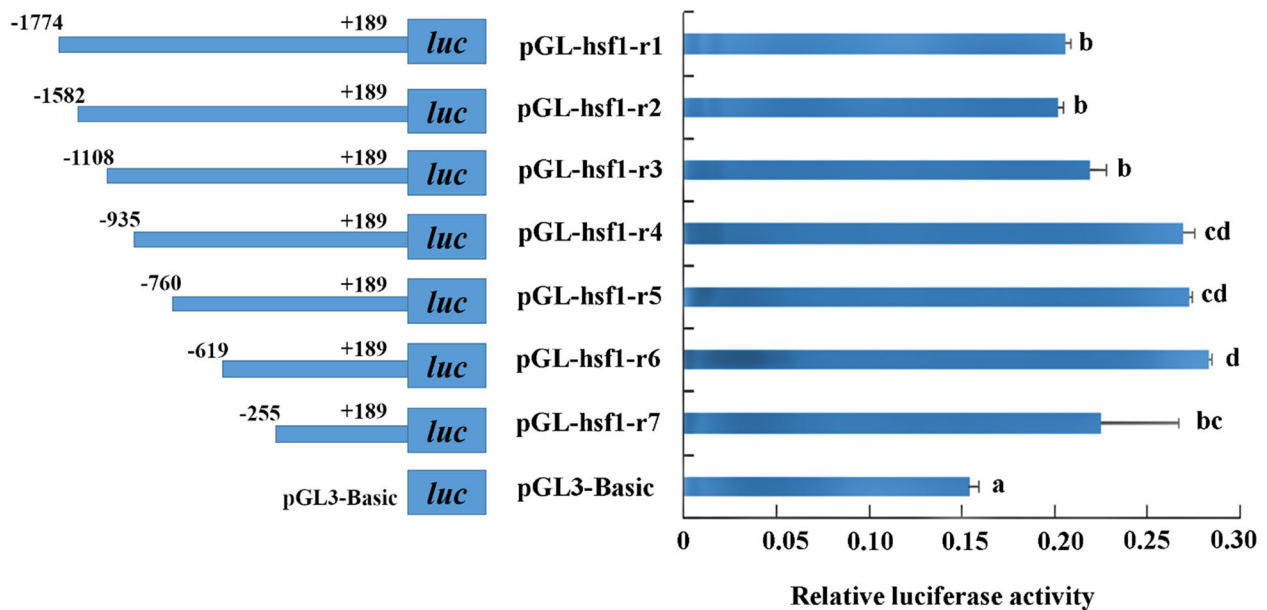 -1774 +189 luc pGL-hsf1-r1 b
-1582 +189 luc pGL-hsf1-r2 b
-1108 +189 luc pGL-hsf1-r3 b
-935 +189 luc pGL-hsf1-r4 cd
-760 +189 luc pGL-hsf1-r5 cd
-619 +189 luc pGL-hsf1-r6 d
-255 +189 luc pGL-hsf1-r7 bc
pGL3-Basic luc pGL3-Basic a
0 0.05 0.10 0.15 0.20 0.25 0.30
Relative luciferase activity